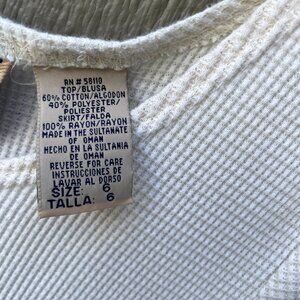 RN # 58110
TOP/BLUSA
60% COTTON/ALGODON
40% POLYESTER/
POLIESTER
SKIRT/FALDA
100% RAYON/RAYON
MADE IN THE SULTANATE
OF OMAN
HECHO EN LA SULTANIA
DE OMAN
REVERSE FOR CARE
INSTRUCCIONES DE
LAVAR AL DORSO
SIZE: 6
TALLA: 6